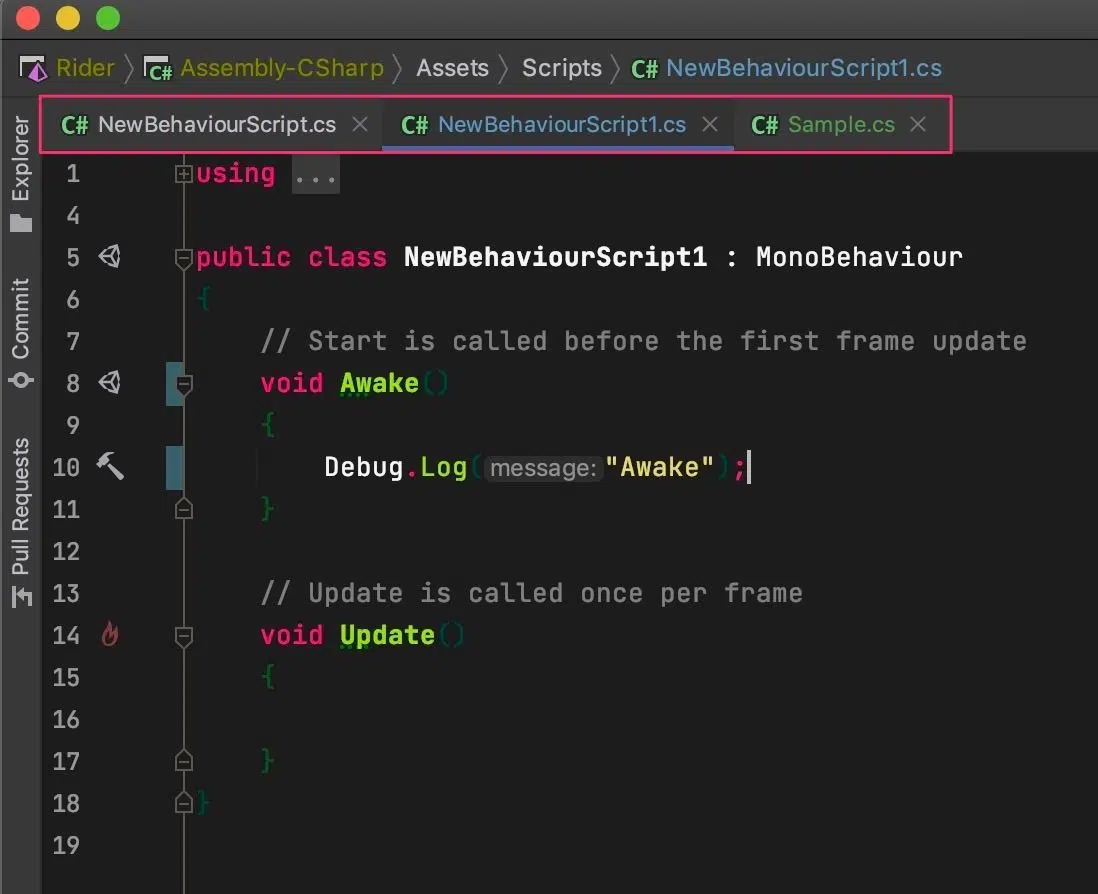 Rider Assembly-CSharp Assets Scripts C# NewBehaviourScript1.cs
C# NewBehaviourScript.cs C# NewBehaviourScript1.cs C# Sample.cs
Explorer
Commit
Pull Requests
1 using ...
4
5 public class NewBehaviourScript1 : MonoBehaviour
6 {
7 // Start is called before the first frame update
8 void Awake()
9 {
10 Debug.Log(message:"Awake");
11 }
12
13 // Update is called once per frame
14 void Update()
15 {
16
17 }
18 }
19